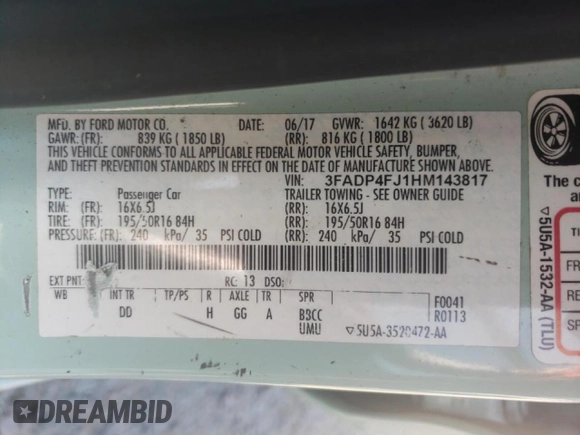 MFD. BY FORD MOTOR CO. DATE: 06/17 GVWR: 1642 KG ( 3620 LB)
GAWR: (FR): 839 KG ( 1850 LB) (RR): 816 KG ( 1800 LB)
THIS VEHICLE CONFORMS TO ALL APPLICABLE FEDERAL MOTOR VEHICLE SAFETY, BUMPER,
AND THEFT PREVENTION STANDARDS IN EFFECT ON THE DATE OF MANUFACTURE SHOWN ABOVE.
VIN: 3FADP4FJ1HM143817
TYPE: Passenger Car TRAILER TOWING - SEE OWNER GUIDE
RIM: (FR): 16X6.5J (RR): 16X6.5J
TIRE: (FR): 195/50R16 84H (RR): 195/50R16 84H
PRESSURE: (FR): 240 kPa/ 35 PSI COLD (RR): 240 kPa/ 35 PSI COLD
EXT PNT: RC: 13 DSO:
WB INT TR TP/PS R AXLE TR SPR F0041
DD H GG A BBCC R0113
UMU ▽5U5A-3520472-AA
▽5U5A-1532-AA (TLU)
The c
an
TI
FR
RE
SP
DREAMBID